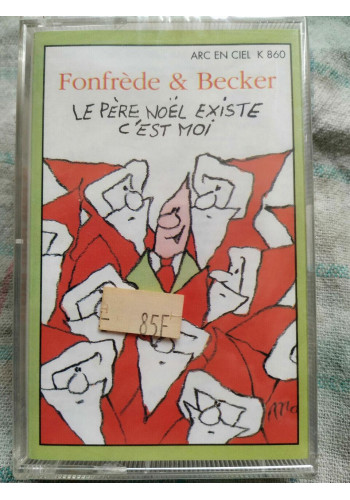 ARC EN CIEL K 860
Fonfrède & Becker
LE PÈRE NOËL EXISTE
C'EST MOI
85F